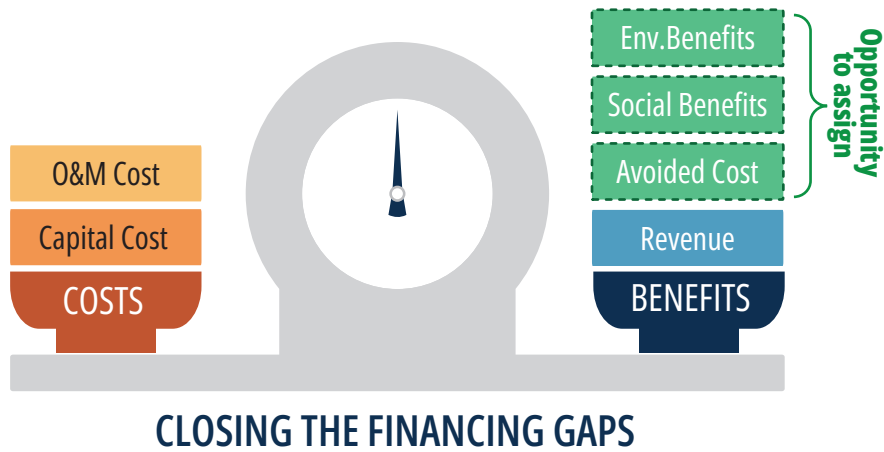 O&M Cost
Capital Cost
COSTS
Env.Benefits
Social Benefits
Avoided Cost
Revenue
BENEFITS
Opportunity
to assign
CLOSING THE FINANCING GAPS